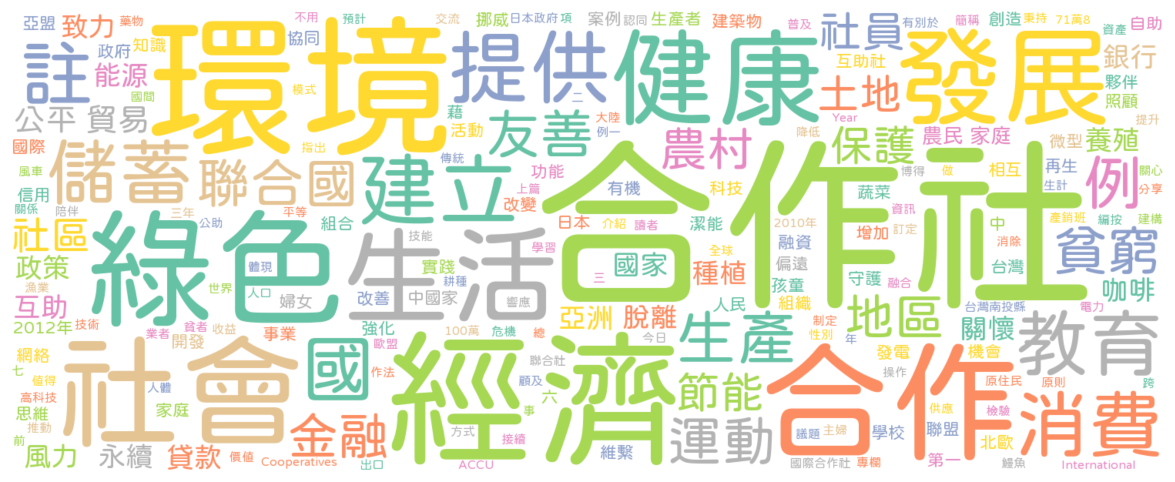 亞盟
致力
藥物
不用
預計
交流
挪威
日本政府
項
案例
認同
生產者
建築物
普及
社員
有別於
簡稱
創造
秉持
71萬8
資產
自助
註
政府
知識
能源
環境
協同
提供
健康
互助社
發展
銀行
夥伴
照顧
國間
模式
公平
貿易
藉
活動
二
友善
大陸
例一
土地
Year
降低
保護
農民
家庭
微型
養殖
提升
國際
指出
儲蓄
聯合國
傳統
建立
功能
農村
合作社
博得
做
相互
再生
例
關心
分享
風車
信用
關係
陪伴
三年
公助
平等
組合
上篇
改變
日本
有機
科技
介紹
讀者
潔能
2010年
蔬菜
資訊
訂定
中
生計
產銷班
編按
建構
社區
政策
漁業
綠色
體現
人口
世界
生活
技能
學習
實踐
耕種
國家
三
全球
種植
融資
偏遠
增加
守護
融合
消除
台灣
貧窮
咖啡
互助
婦女
改善
中國家
響應
人民
孩童
組織
台灣南投縣
電力
2012年
技術
業者
貧者
收益
事業
強化
100萬
危機
總
亞洲
脫離
今日
生產
制定
性別
地區
年
關懷
教育
網絡
七
值得
高科技
社會
開發
國
歐盟
作法
經濟
聯合社
顧及
六
事
節能
合作
發電
操作
機會
原住民
原則
跨
思維
推動
人體
家庭
供應
檢驗
消費
前
風力
永續
貸款
價值
金融
Cooperatives
方式
出口
接續
ACCU
維繫
運動
議題
主婦
國際合作社
專欄
學校
聯盟
第一
北歐
鰻魚
International